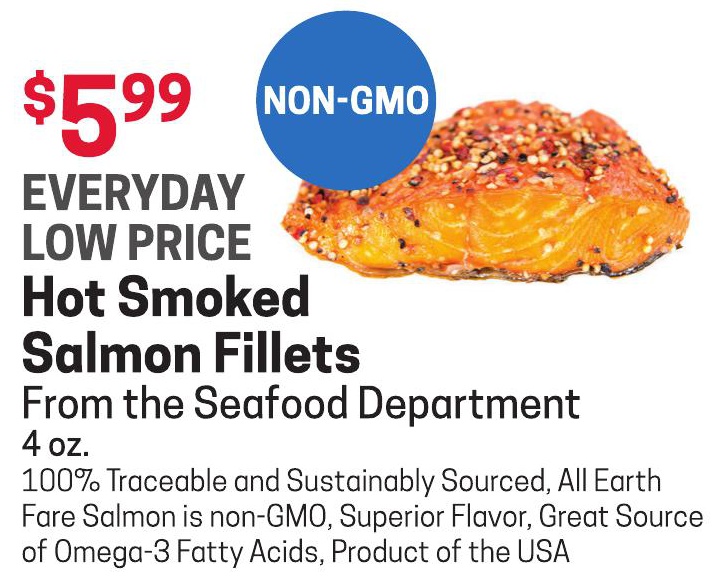 $5.99
NON-GMO
EVERYDAY
LOW PRICE
Hot Smoked
Salmon Fillets
From the Seafood Department
4 oz.
100% Traceable and Sustainably Sourced, All Earth
Fare Salmon is non-GMO, Superior Flavor, Great Source
of Omega-3 Fatty Acids, Product of the USA